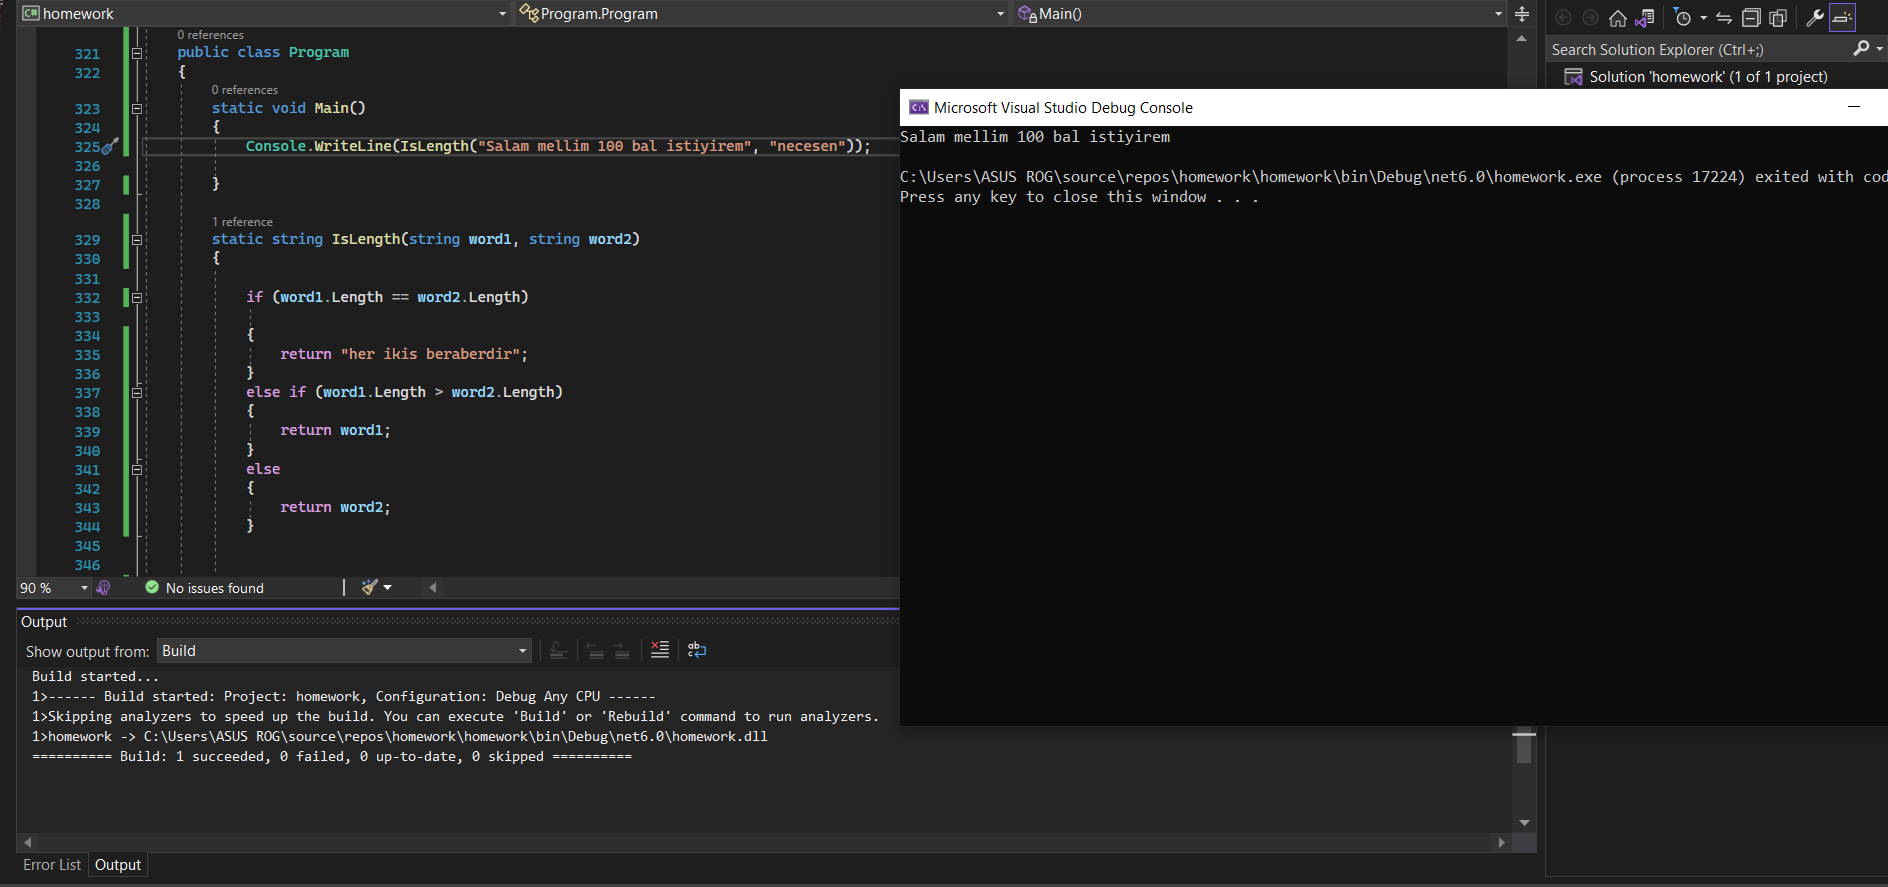 homework
Program.Program
Main()
0 references
321 public class Program
322 {
0 references
323 static void Main()
324 {
325 Console.WriteLine(IsLength("Salam mellim 100 bal istiyirem", "necesen"));
326
327 }
328
1 reference
329 static string IsLength(string word1, string word2)
330 {
331
332 if (word1.Length == word2.Length)
333
334 {
335 return "her ikis beraberdir";
336 }
337 else if (word1.Length > word2.Length)
338 {
339 return word1;
340 }
341 else
342 {
343 return word2;
344 }
345
346
90 %
No issues found
Output
Show output from: Build
Build started...
1>------ Build started: Project: homework, Configuration: Debug Any CPU ------
1>Skipping analyzers to speed up the build. You can execute 'Build' or 'Rebuild' command to run analyzers.
1>homework -> C:\Users\ASUS ROG\source\repos\homework\homework\bin\Debug\net6.0\homework.dll
========== Build: 1 succeeded, 0 failed, 0 up-to-date, 0 skipped ==========
Error List
Output
Microsoft Visual Studio Debug Console
Salam mellim 100 bal istiyirem
C:\Users\ASUS ROG\source\repos\homework\homework\bin\Debug\net6.0\homework.exe (process 17224) exited with cod
Press any key to close this window . . .
Search Solution Explorer (Ctrl+;)
Solution 'homework' (1 of 1 project)